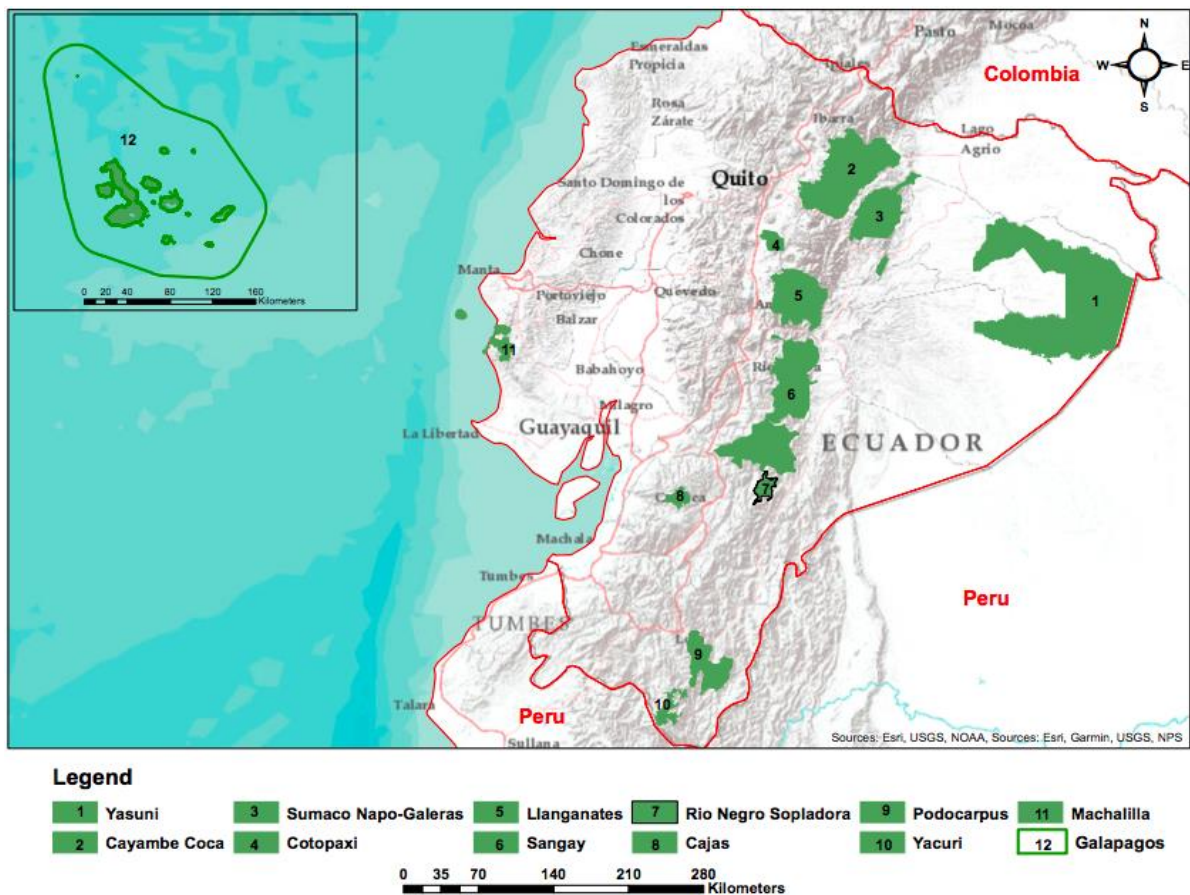 Esmeraldas
Propicia
Pasto
Mocoa
N
W E
S
Ipiales
Colombia
12
Rosa
Zárate
Ibarra
Lago
Agrio
2
Quito
Santo Domingo de
los
Colorados
3
4
Chone
Manta
0 20 40 80 120 160
Kilometers
Portoviejo
Quevedo
5
1
Balzar
11
Babahoyo
6
Milagro
La Libertad
Guayaquil
ECUADOR
7
8
Machala
Tumbes
Peru
TUMBES
9
10
Talara
Peru
Sullana
Sources: Esri, USGS, NOAA, Sources: Esri, Garmin, USGS, NPS
Legend
1 Yasuni 3 Sumaco Napo-Galeras 5 Llanganates 7 Rio Negro Sopladora 9 Podocarpus 11 Machalilla
2 Cayambe Coca 4 Cotopaxi 6 Sangay 8 Cajas 10 Yacuri 12 Galapagos
0 35 70 140 210 280
Kilometers